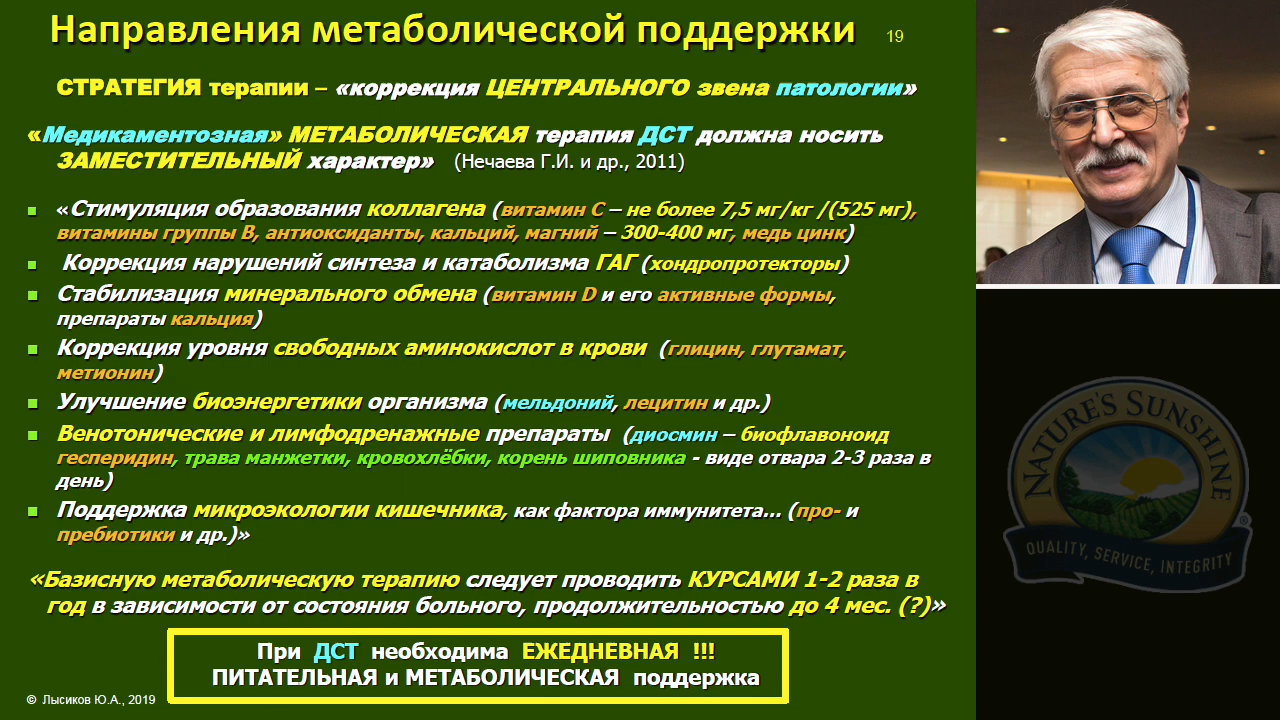 Направления метаболической поддержки 19
СТРАТЕГИЯ терапии – «коррекция ЦЕНТРАЛЬНОГО звена патологии»
«Медикаментозная» МЕТАБОЛИЧЕСКАЯ терапия ДСТ должна носить
ЗАМЕСТИТЕЛЬНЫЙ характер» (Нечаева Г.И. и др., 2011)
«Стимуляция образования коллагена (витамин С – не более 7,5 мг/кг /(525 мг),
витамины группы В, антиоксиданты, кальций, магний – 300-400 мг, медь цинк)
Коррекция нарушений синтеза и катаболизма ГАГ (хондропротекторы)
Стабилизация минерального обмена (витамин D и его активные формы,
препараты кальция)
Коррекция уровня свободных аминокислот в крови (глицин, глутамат,
метионин)
Улучшение биоэнергетики организма (мельдоний, лецитин и др.)
Венотонические и лимфодренажные препараты (диосмин – биофлавоноид
гесперидин, трава манжетки, кровохлёбки, корень шиповника - виде отвара 2-3 раза в
день)
Поддержка микроэкологии кишечника, как фактора иммунитета... (про- и
пребиотики и др.)»
«Базисную метаболическую терапию следует проводить КУРСАМИ 1-2 раза в
год в зависимости от состояния больного, продолжительностью до 4 мес. (?)»
При ДСТ необходима ЕЖЕДНЕВНАЯ !!!
ПИТАТЕЛЬНАЯ и МЕТАБОЛИЧЕСКАЯ поддержка
© Лысиков Ю.А., 2019
NATURE'S SUNSHINE
®
QUALITY, SERVICE, INTEGRITY